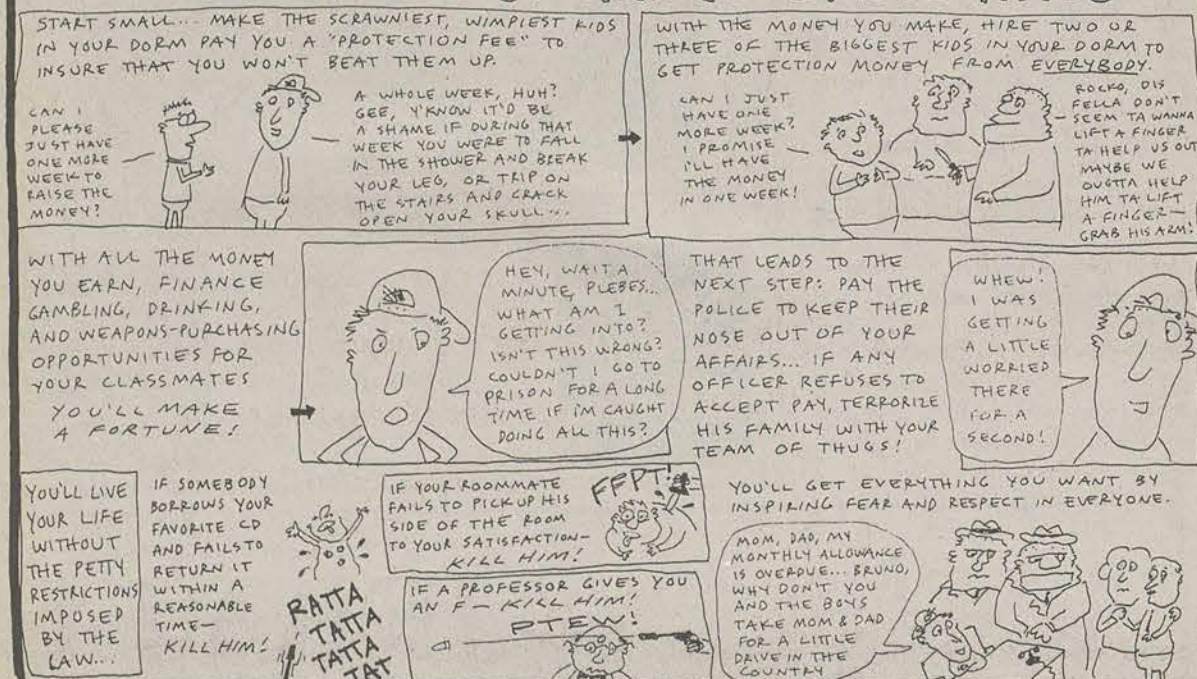 START SMALL... MAKE THE SCRAWNIEST, WIMPIEST KIDS
IN YOUR DORM PAY YOU A "PROTECTION FEE" TO
INSURE THAT YOU WON'T BEAT THEM UP.
CAN I
PLEASE
JUST HAVE
ONE MORE
WEEK TO
RAISE THE
MONEY?
A WHOLE WEEK, HUH?
GEE, Y'KNOW IT'D BE
A SHAME IF DURING THAT
WEEK YOU WERE TO FALL
IN THE SHOWER AND BREAK
YOUR LEG, OR TRIP ON
THE STAIRS AND CRACK
OPEN YOUR SKULL...
WITH THE MONEY YOU MAKE, HIRE TWO OR
THREE OF THE BIGGEST KIDS IN YOUR DORM TO
GET PROTECTION MONEY FROM EVERYBODY.
CAN I JUST
HAVE ONE
MORE WEEK?
I PROMISE
I'LL HAVE
THE MONEY
IN ONE WEEK!
ROCKO, DIS
FELLA DON'T
SEEM TA WANNA
LIFT A FINGER
TA HELP US OUT
MAYBE WE
OUGTTA HELP
HIM TA LIFT
A FINGER—
GRAB HIS ARM!
WITH ALL THE MONEY
YOU EARN, FINANCE
GAMBLING, DRINKING,
AND WEAPONS-PURCHASING
OPPORTUNITIES FOR
YOUR CLASSMATES
YOU'LL MAKE
A FORTUNE!
HEY, WAIT A
MINUTE, PLEBES...
WHAT AM I
GETTING INTO?
ISN'T THIS WRONG?
COULDN'T I GO TO
PRISON FOR A LONG
TIME IF I'M CAUGHT
DOING ALL THIS?
THAT LEADS TO THE
NEXT STEP: PAY THE
POLICE TO KEEP THEIR
NOSE OUT OF YOUR
AFFAIRS... IF ANY
OFFICER REFUSES TO
ACCEPT PAY, TERRORIZE
HIS FAMILY WITH YOUR
TEAM OF THUGS!
WHEW!
I WAS
GETTING
A LITTLE
WORRIED
THERE
FOR A
SECOND!
YOU'LL LIVE
YOUR LIFE
WITHOUT
THE PETTY
RESTRICTIONS
IMPOSED
BY THE
LAW...
IF SOMEBODY
BORROWS YOUR
FAVORITE CD
AND FAILS TO
RETURN IT
WITHIN A
REASONABLE
TIME—
KILL HIM!
RATTA
TATTA
TATTA
TAT
IF YOUR ROOMMATE
FAILS TO PICK UP HIS
SIDE OF THE ROOM
TO YOUR SATISFACTION—
KILL HIM!
FFPT!
IF A PROFESSOR GIVES YOU
AN F— KILL HIM!
PTEW!
YOU'LL GET EVERYTHING YOU WANT BY
INSPIRING FEAR AND RESPECT IN EVERYONE.
MOM, DAD, MY
MONTHLY ALLOWANCE
IS OVERDUE... BRUNO,
WHY DON'T YOU
AND THE BOYS
TAKE MOM & DAD
FOR A LITTLE
DRIVE IN THE
COUNTRY